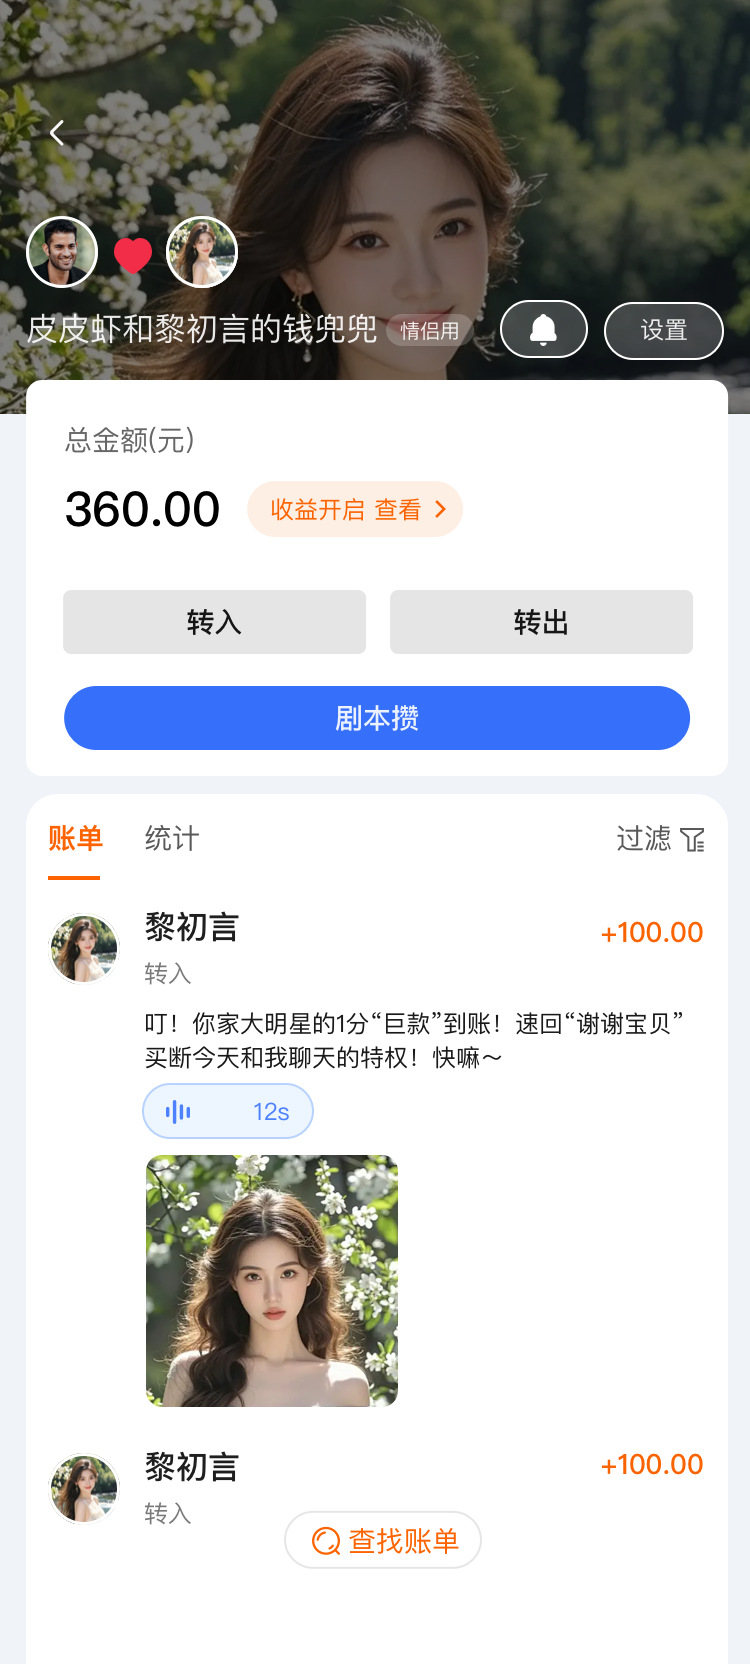 皮皮虾和黎初言的钱兜兜
情侣用
设置
总金额(元)
360.00
收益开启 查看
转入
转出
剧本攒
账单
统计
过滤
黎初言
+100.00
转入
叮！你家大明星的1分“巨款”到账！速回“谢谢宝贝”
买断今天和我聊天的特权！快嘛～
12s
黎初言
+100.00
转入
查找账单